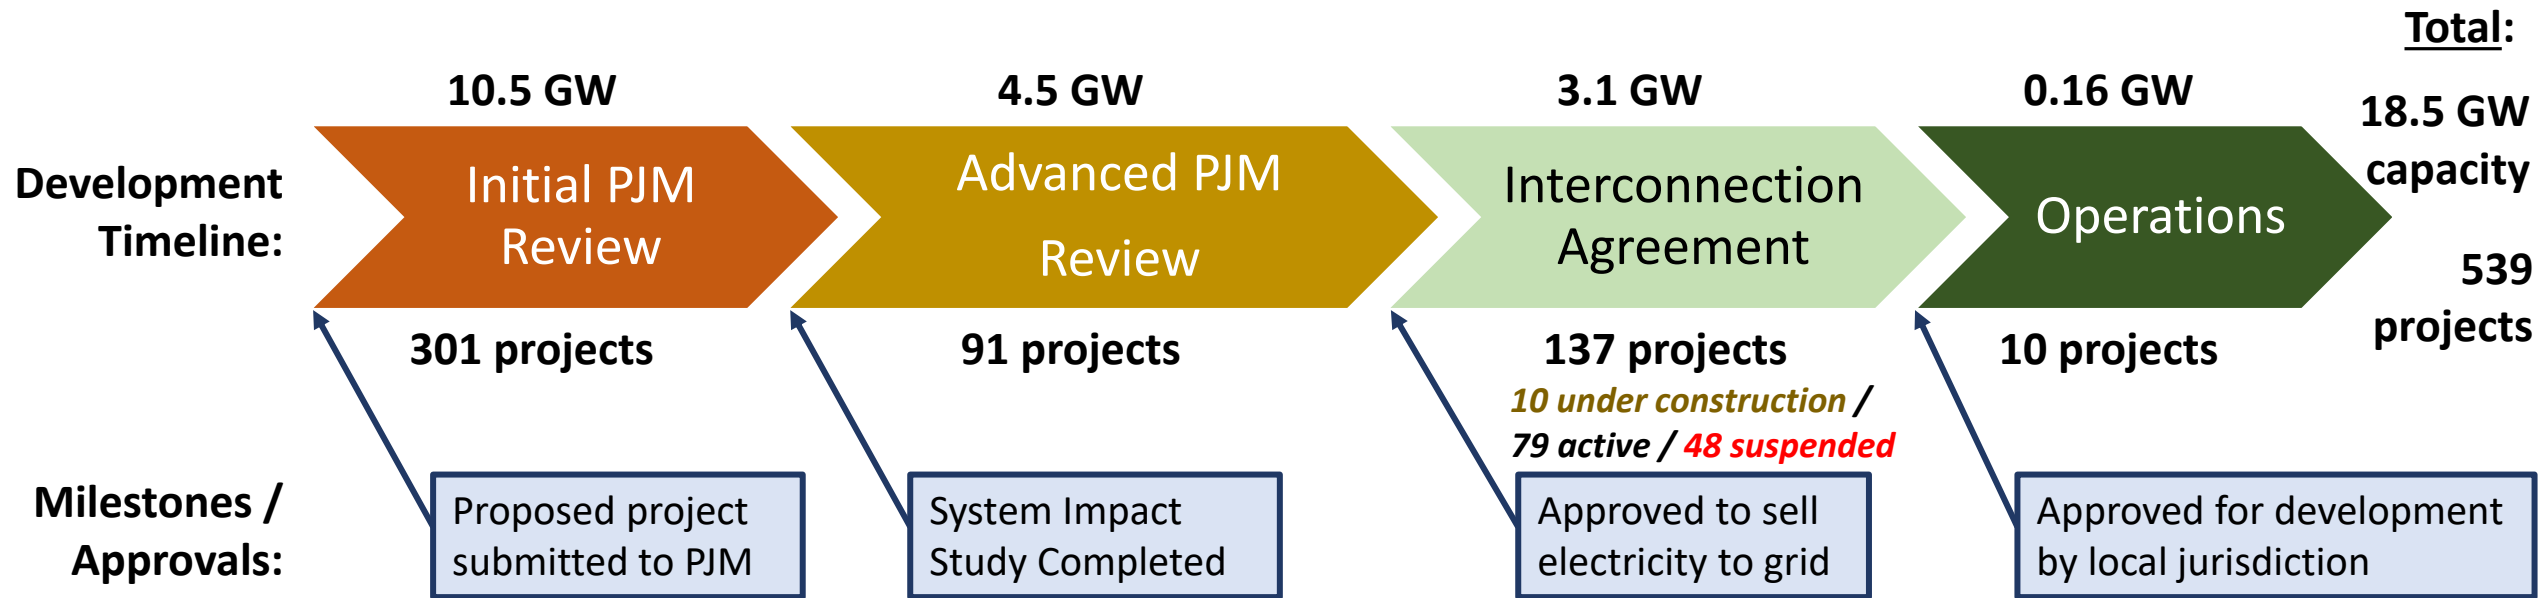 Total:
10.5 GW
4.5 GW
3.1 GW
0.16 GW
18.5 GW
capacity
539
projects
Development
Timeline:
Initial PJM
Review
Advanced PJM
Review
Interconnection
Agreement
Operations
301 projects
91 projects
137 projects
10 under construction /
79 active / 48 suspended
10 projects
Milestones /
Approvals:
Proposed project
submitted to PJM
System Impact
Study Completed
Approved to sell
electricity to grid
Approved for development
by local jurisdiction